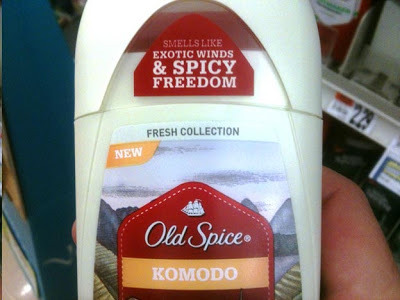 SMELLS LIKE
EXOTIC WINDS
& SPICY
FREEDOM
FRESH COLLECTION
NEW
Old Spice®
KOMODO